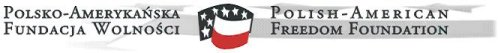 POLSKO-AMERYKAŃSKA
FUNDACJA WOLNOŚCI
POLISH-AMERICAN
FREEDOM FOUNDATION